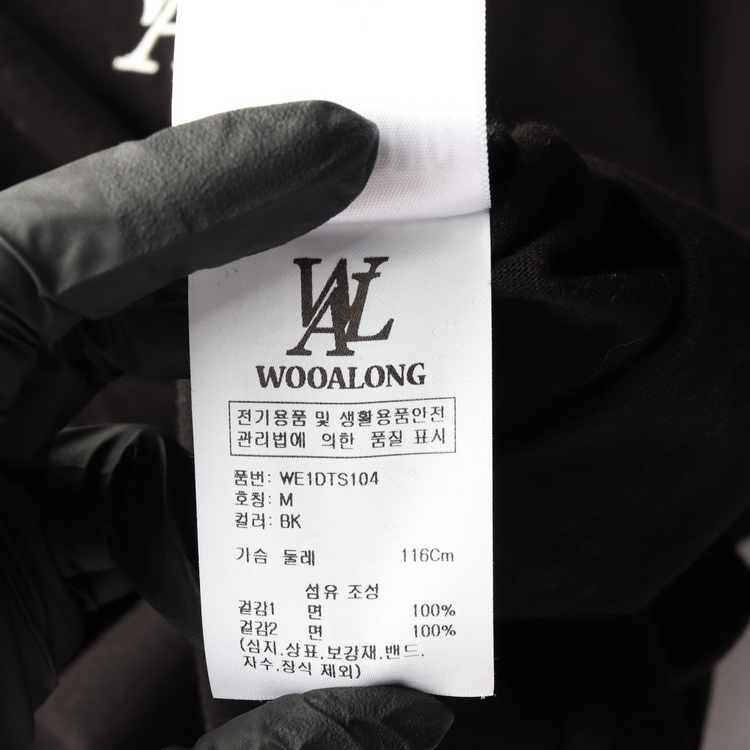 WAL
WAL
WOOALONG
전기용품 및 생활용품안전
관리법에 의한 품질 표시
품번: WE1DTS104
호칭: M
컬러: BK
가슴 둘레 116Cm
섬유 조성
겉감1 면 100%
겉감2 면 100%
(심지,상표,보강재,밴드,
자수,장식 제외)